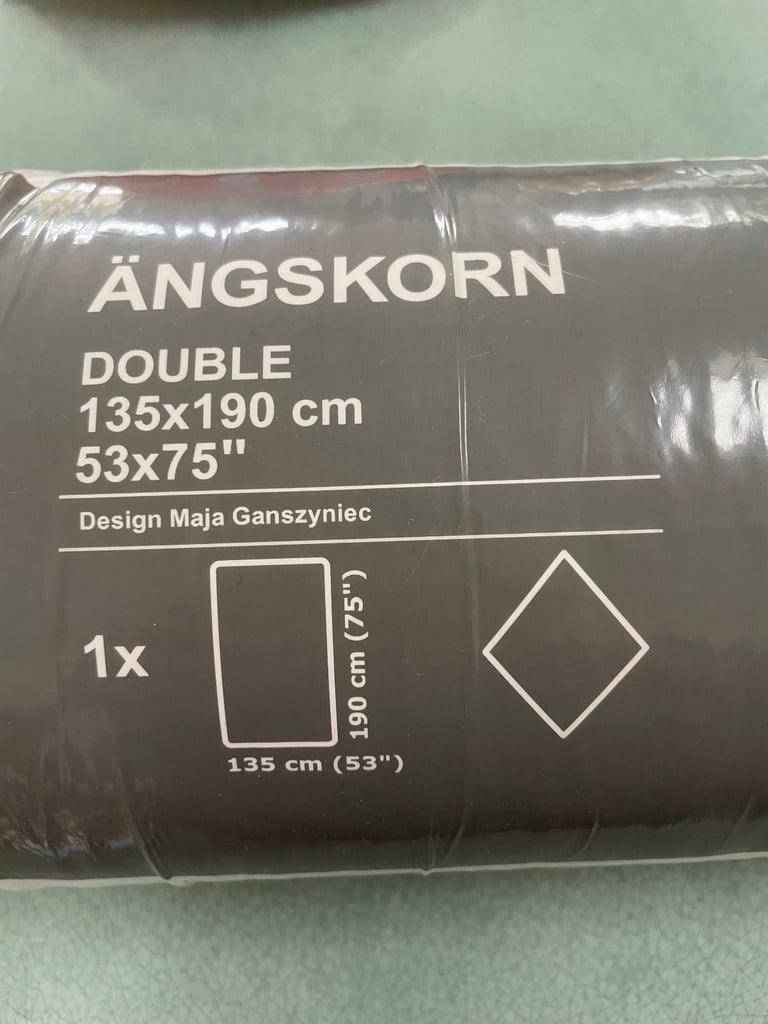 ÄNGSKORN
DOUBLE
135x190 cm
53x75"
Design Maja Ganszyniec
1x
190 cm (75")
135 cm (53")